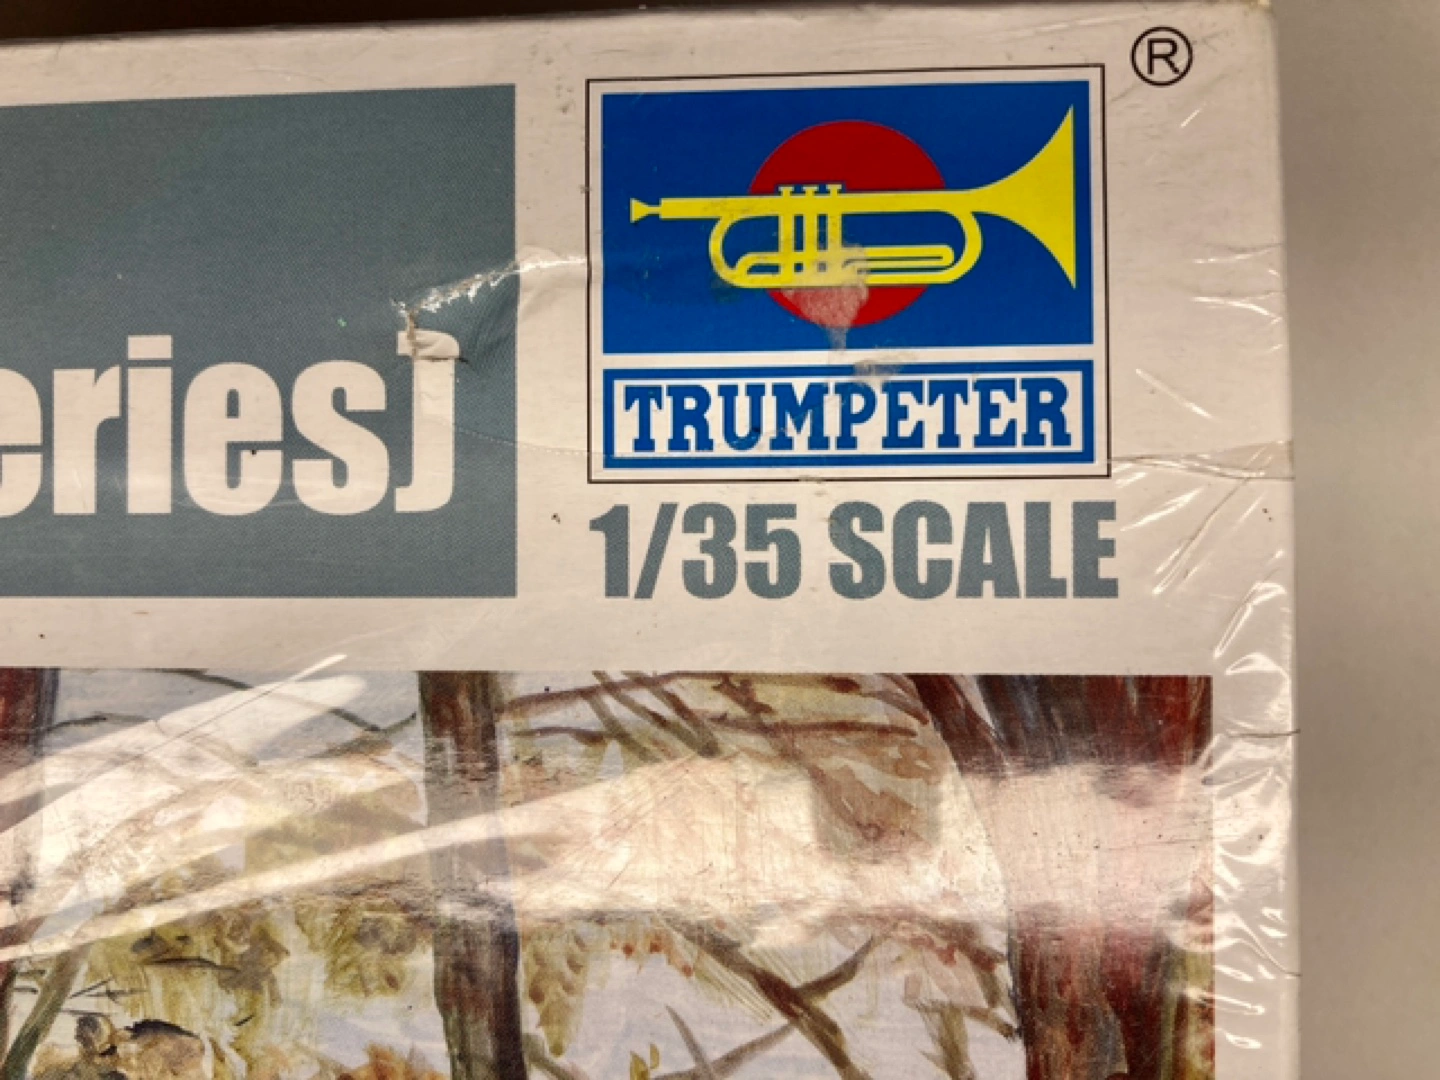 ®
eries)
TRUMPETER
1/35 SCALE